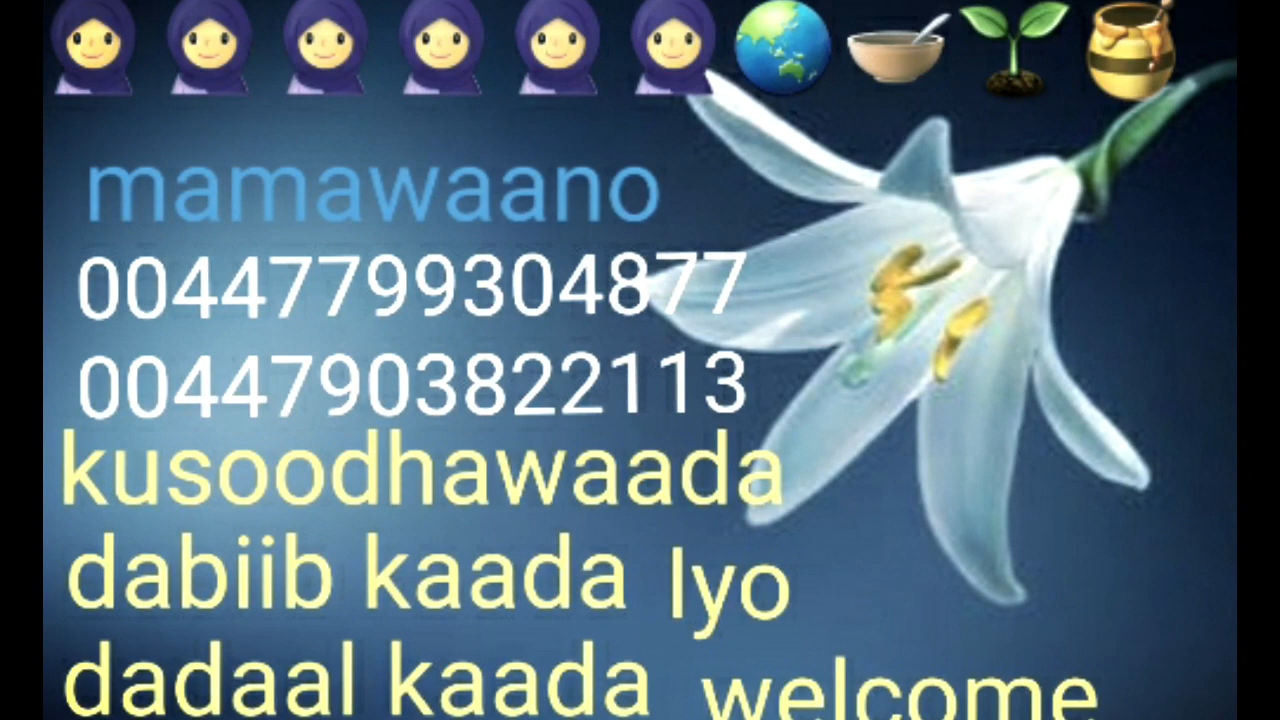 mamawaano
00447799304877
00447903822113
kusoodhawaada
dabiib kaada Iyo
dadaal kaada welcome